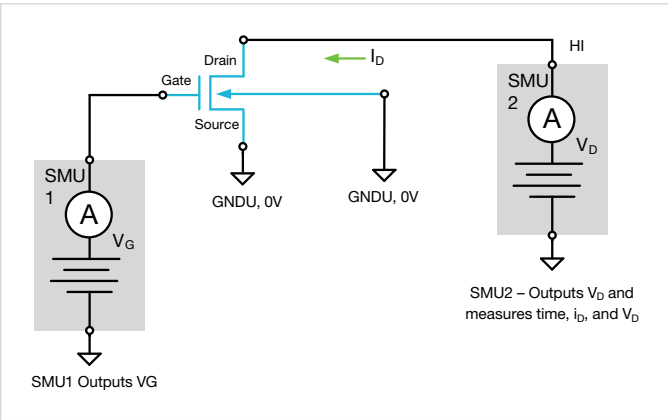 HI
Drain
I_D
Gate
SMU
2
A
V_D
Source
SMU
1
A
V_G
GNDU, 0V
GNDU, 0V
SMU2 – Outputs V_D and
measures time, i_D, and V_D
SMU1 Outputs VG